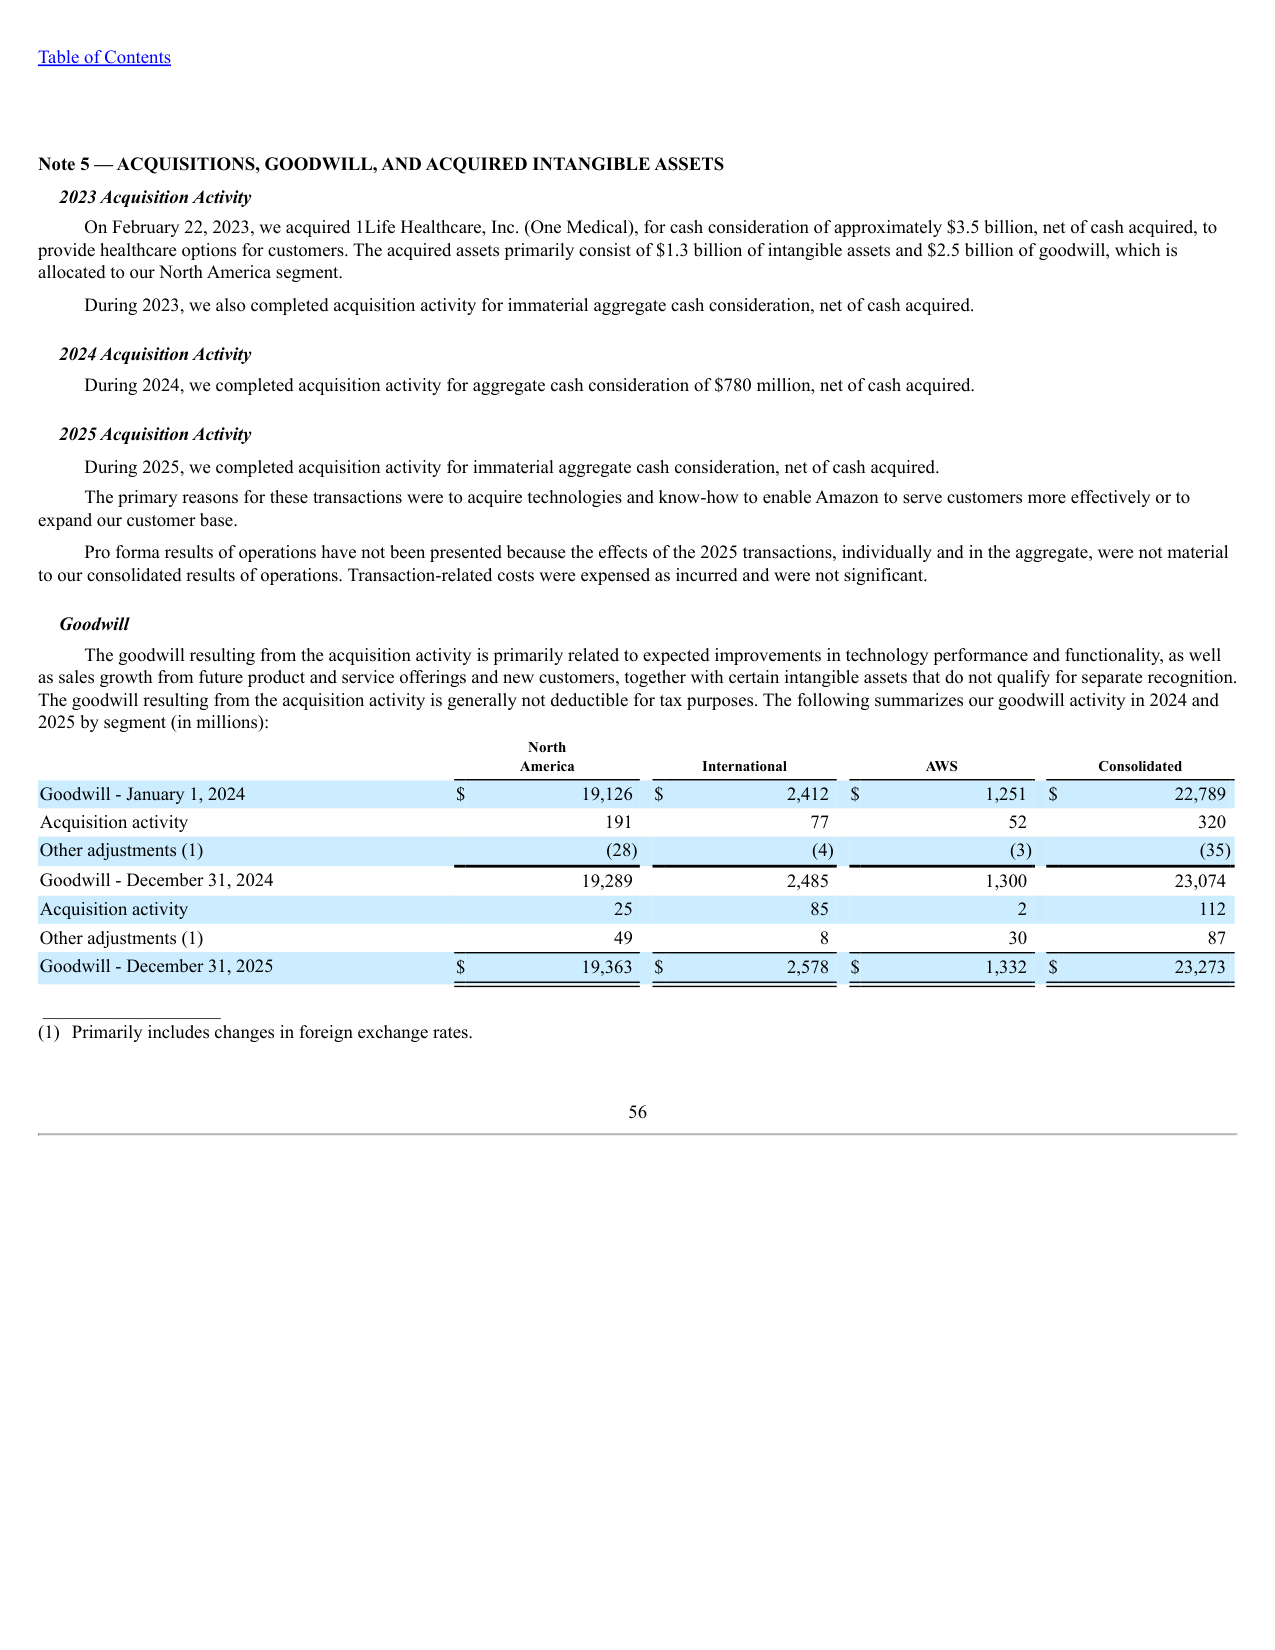 Table of Contents
Note 5 — ACQUISITIONS, GOODWILL, AND ACQUIRED INTANGIBLE ASSETS
2023 Acquisition Activity
On February 22, 2023, we acquired 1Life Healthcare, Inc. (One Medical), for cash consideration of approximately $3.5 billion, net of cash acquired, to
provide healthcare options for customers. The acquired assets primarily consist of $1.3 billion of intangible assets and $2.5 billion of goodwill, which is
allocated to our North America segment.
During 2023, we also completed acquisition activity for immaterial aggregate cash consideration, net of cash acquired.
2024 Acquisition Activity
During 2024, we completed acquisition activity for aggregate cash consideration of $780 million, net of cash acquired.
2025 Acquisition Activity
During 2025, we completed acquisition activity for immaterial aggregate cash consideration, net of cash acquired.
The primary reasons for these transactions were to acquire technologies and know-how to enable Amazon to serve customers more effectively or to
expand our customer base.
Pro forma results of operations have not been presented because the effects of the 2025 transactions, individually and in the aggregate, were not material
to our consolidated results of operations. Transaction-related costs were expensed as incurred and were not significant.
Goodwill
The goodwill resulting from the acquisition activity is primarily related to expected improvements in technology performance and functionality, as well
as sales growth from future product and service offerings and new customers, together with certain intangible assets that do not qualify for separate recognition.
The goodwill resulting from the acquisition activity is generally not deductible for tax purposes. The following summarizes our goodwill activity in 2024 and
2025 by segment (in millions):
North
America International AWS Consolidated
Goodwill - January 1, 2024 $ 19,126 $ 2,412 $ 1,251 $ 22,789
Acquisition activity 191 77 52 320
Other adjustments (1) (28) (4) (3) (35)
Goodwill - December 31, 2024 19,289 2,485 1,300 23,074
Acquisition activity 25 85 2 112
Other adjustments (1) 49 8 30 87
Goodwill - December 31, 2025 $ 19,363 $ 2,578 $ 1,332 $ 23,273
(1) Primarily includes changes in foreign exchange rates.
56